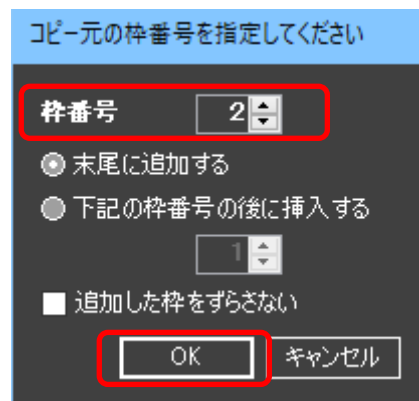 コピー元の枠番号を指定してください
枠番号 2
末尾に追加する
下記の枠番号の後に挿入する
1
追加した枠をずらさない
OK キャンセル